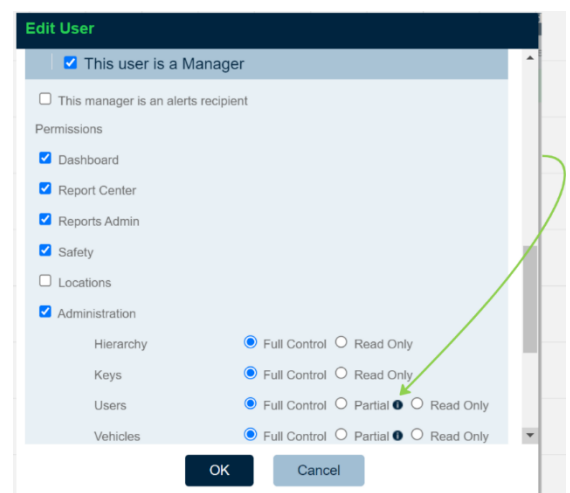 Edit User
This user is a Manager
This manager is an alerts recipient
Permissions
Dashboard
Report Center
Reports Admin
Safety
Locations
Administration
Hierarchy Full Control Read Only
Keys Full Control Read Only
Users Full Control Partial i Read Only
Vehicles Full Control Partial i Read Only
OK Cancel